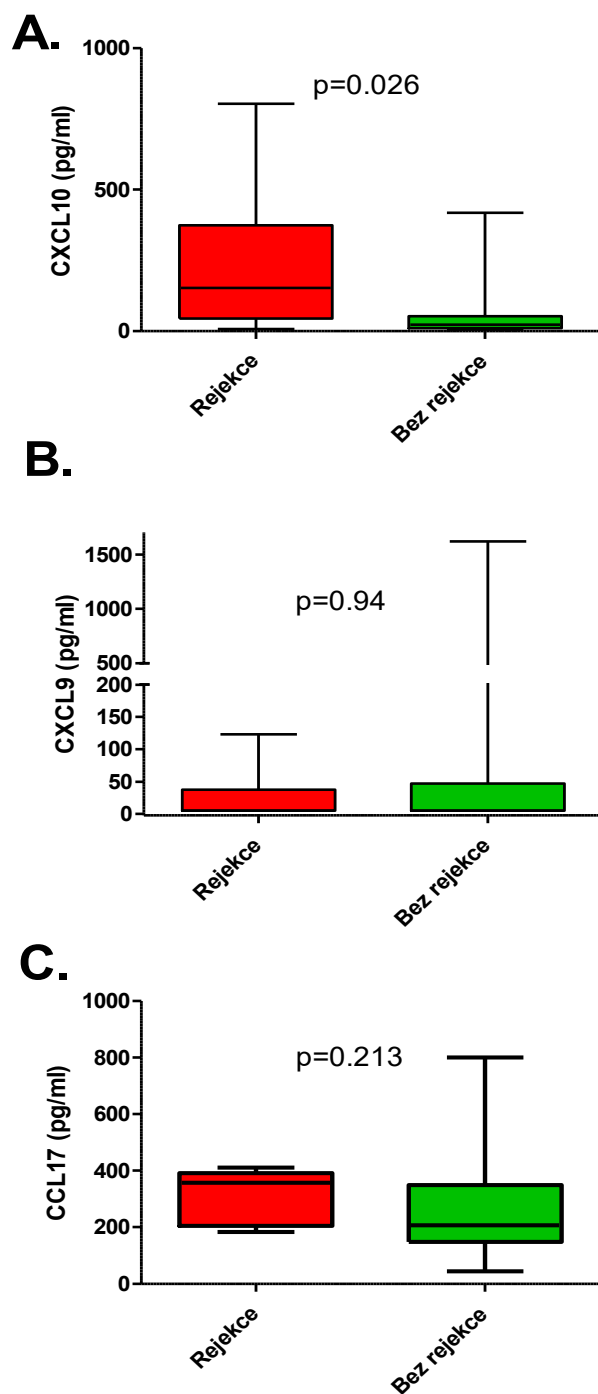 A.
CXCL10 (pg/ml)
1000
500
0
p=0.026
Rejekce
Bez rejekce
B.
CXCL9 (pg/ml)
1500
1000
500
200
150
100
50
0
p=0.94
Rejekce
Bez rejekce
C.
CCL17 (pg/ml)
1000
800
600
400
200
0
p=0.213
Rejekce
Bez rejekce